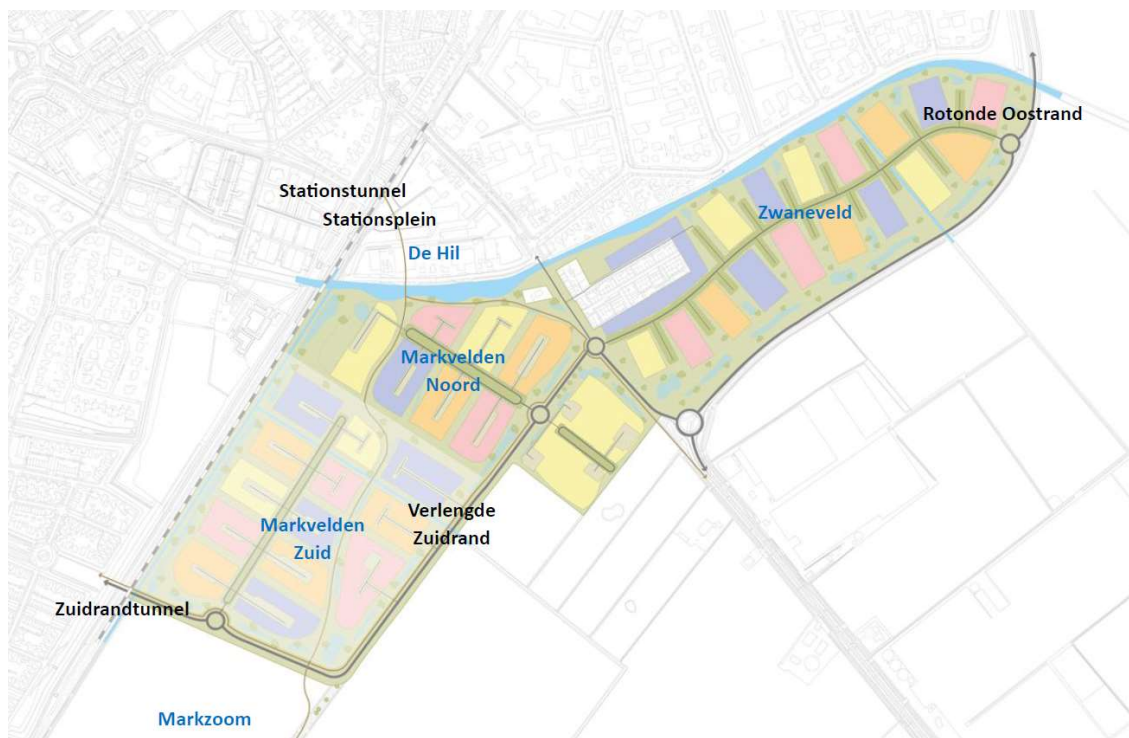 Rotonde Oostrand
Stationstunnel
Stationsplein
Zwaneveld
De Hil
Markvelden
Noord
Verlengde
Zuidrand
Markvelden
Zuid
Zuidrandtunnel
Markzoom